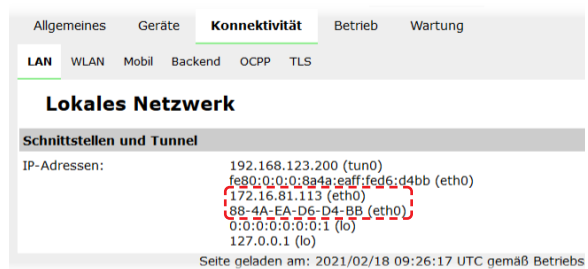 Allgemeines Geräte Konnektivität Betrieb Wartung
LAN WLAN Mobil Backend OCPP TLS
Lokales Netzwerk
Schnittstellen und Tunnel
IP-Adressen: 192.168.123.200 (tun0)
fe80:0:0:0:8a4a:eaff:fed6:d4bb (eth0)
172.16.81.113 (eth0)
88-4A-EA-D6-D4-BB (eth0)
0:0:0:0:0:0:0:1 (lo)
127.0.0.1 (lo)
Seite geladen am: 2021/02/18 09:26:17 UTC gemäß Betriebs